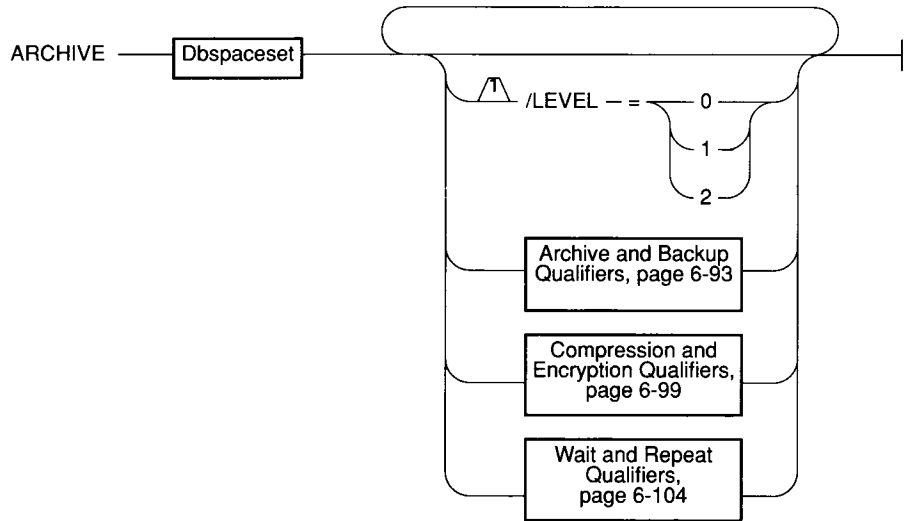 ARCHIVE Dbspaceset
1 /LEVEL = 0
1
2
Archive and Backup
Qualifiers, page 6-93
Compression and
Encryption Qualifiers,
page 6-99
Wait and Repeat
Qualifiers,
page 6-104